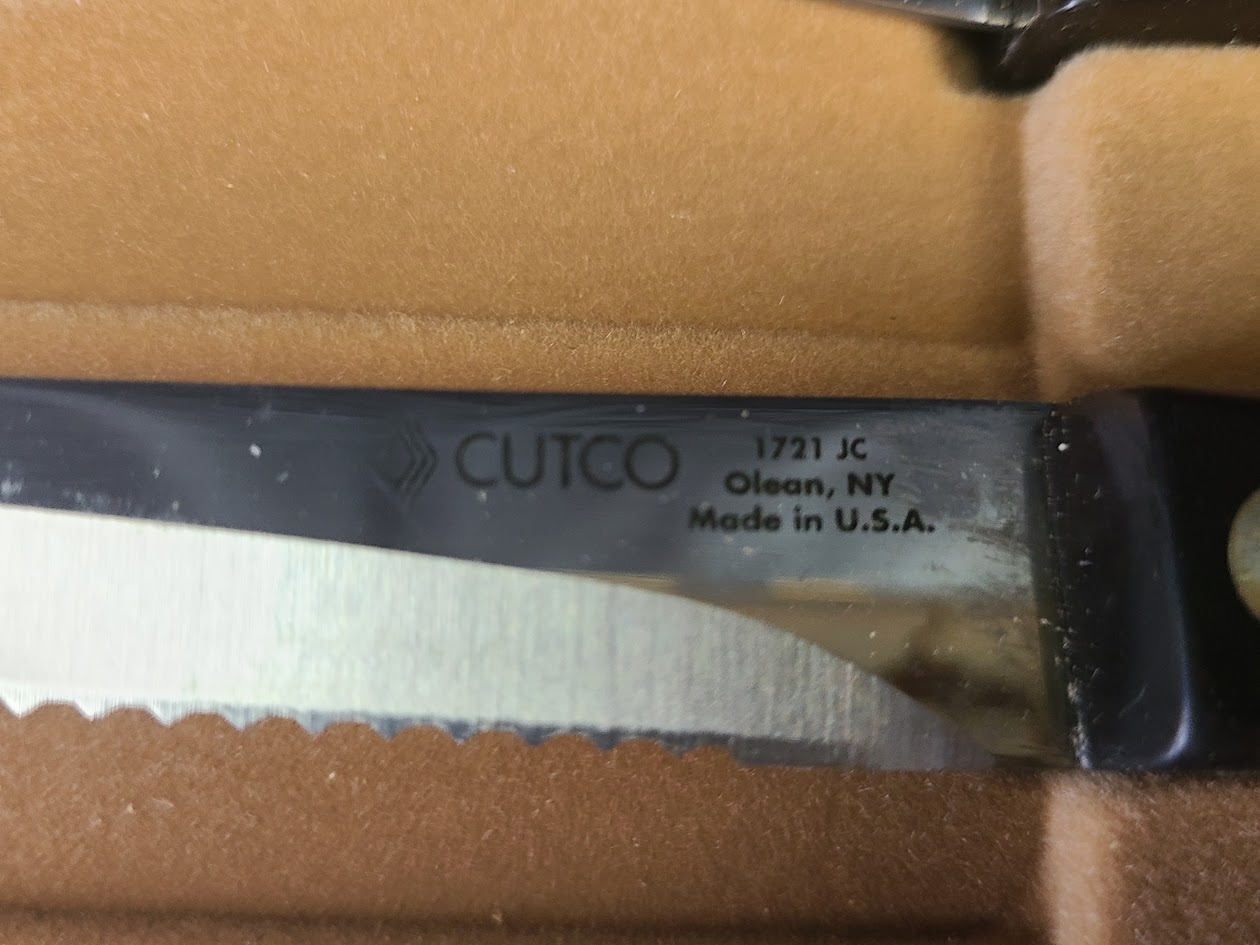 CUTCO
1721 JC
Olean, NY
Made in U.S.A.